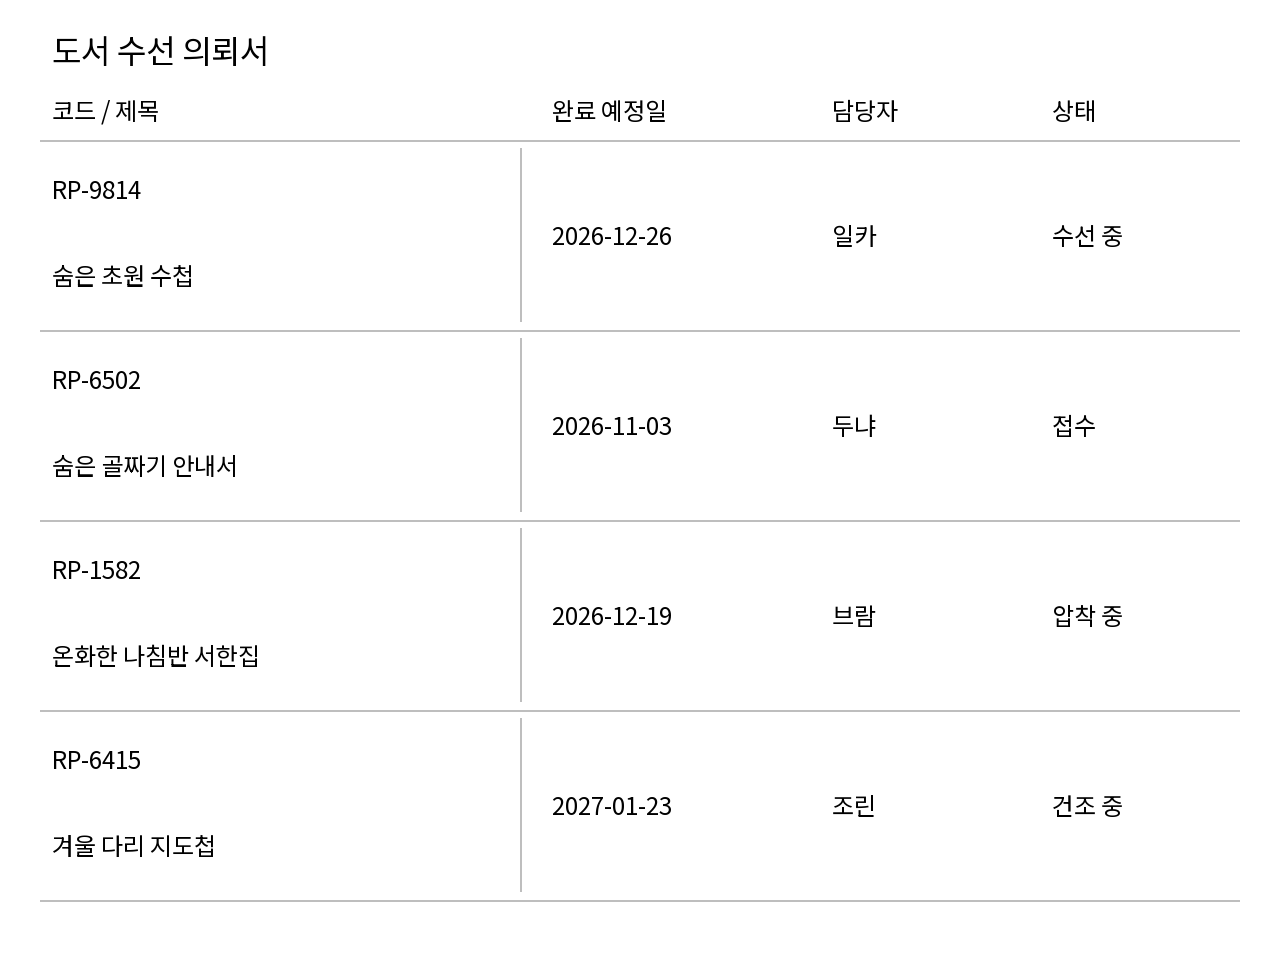 도서 수선 의뢰서
코드 / 제목 완료 예정일 담당자 상태
RP-9814
숨은 초원 수첩
2026-12-26 일카 수선 중
RP-6502
숨은 골짜기 안내서
2026-11-03 두냐 접수
RP-1582
온화한 나침반 서한집
2026-12-19 브람 압착 중
RP-6415
겨울 다리 지도첩
2027-01-23 조린 건조 중